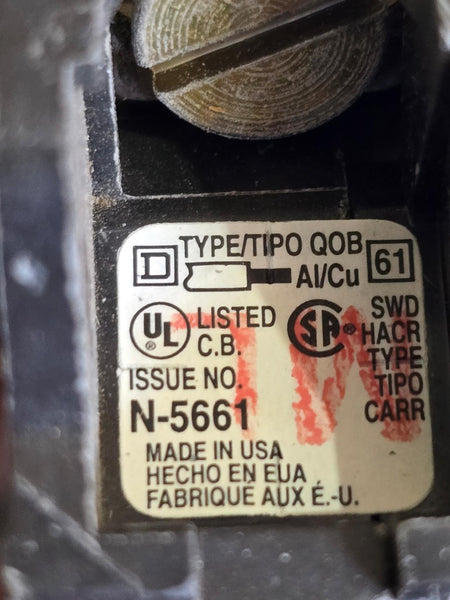 TYPE/TIPO QOB
D
Al/Cu
61
UL
®
LISTED
C.B.
SA
®
SWD
HACR
TYPE
TIPO
CARR
ISSUE NO.
N-5661
MADE IN USA
HECHO EN EUA
FABRIQUÉ AUX É.-U.